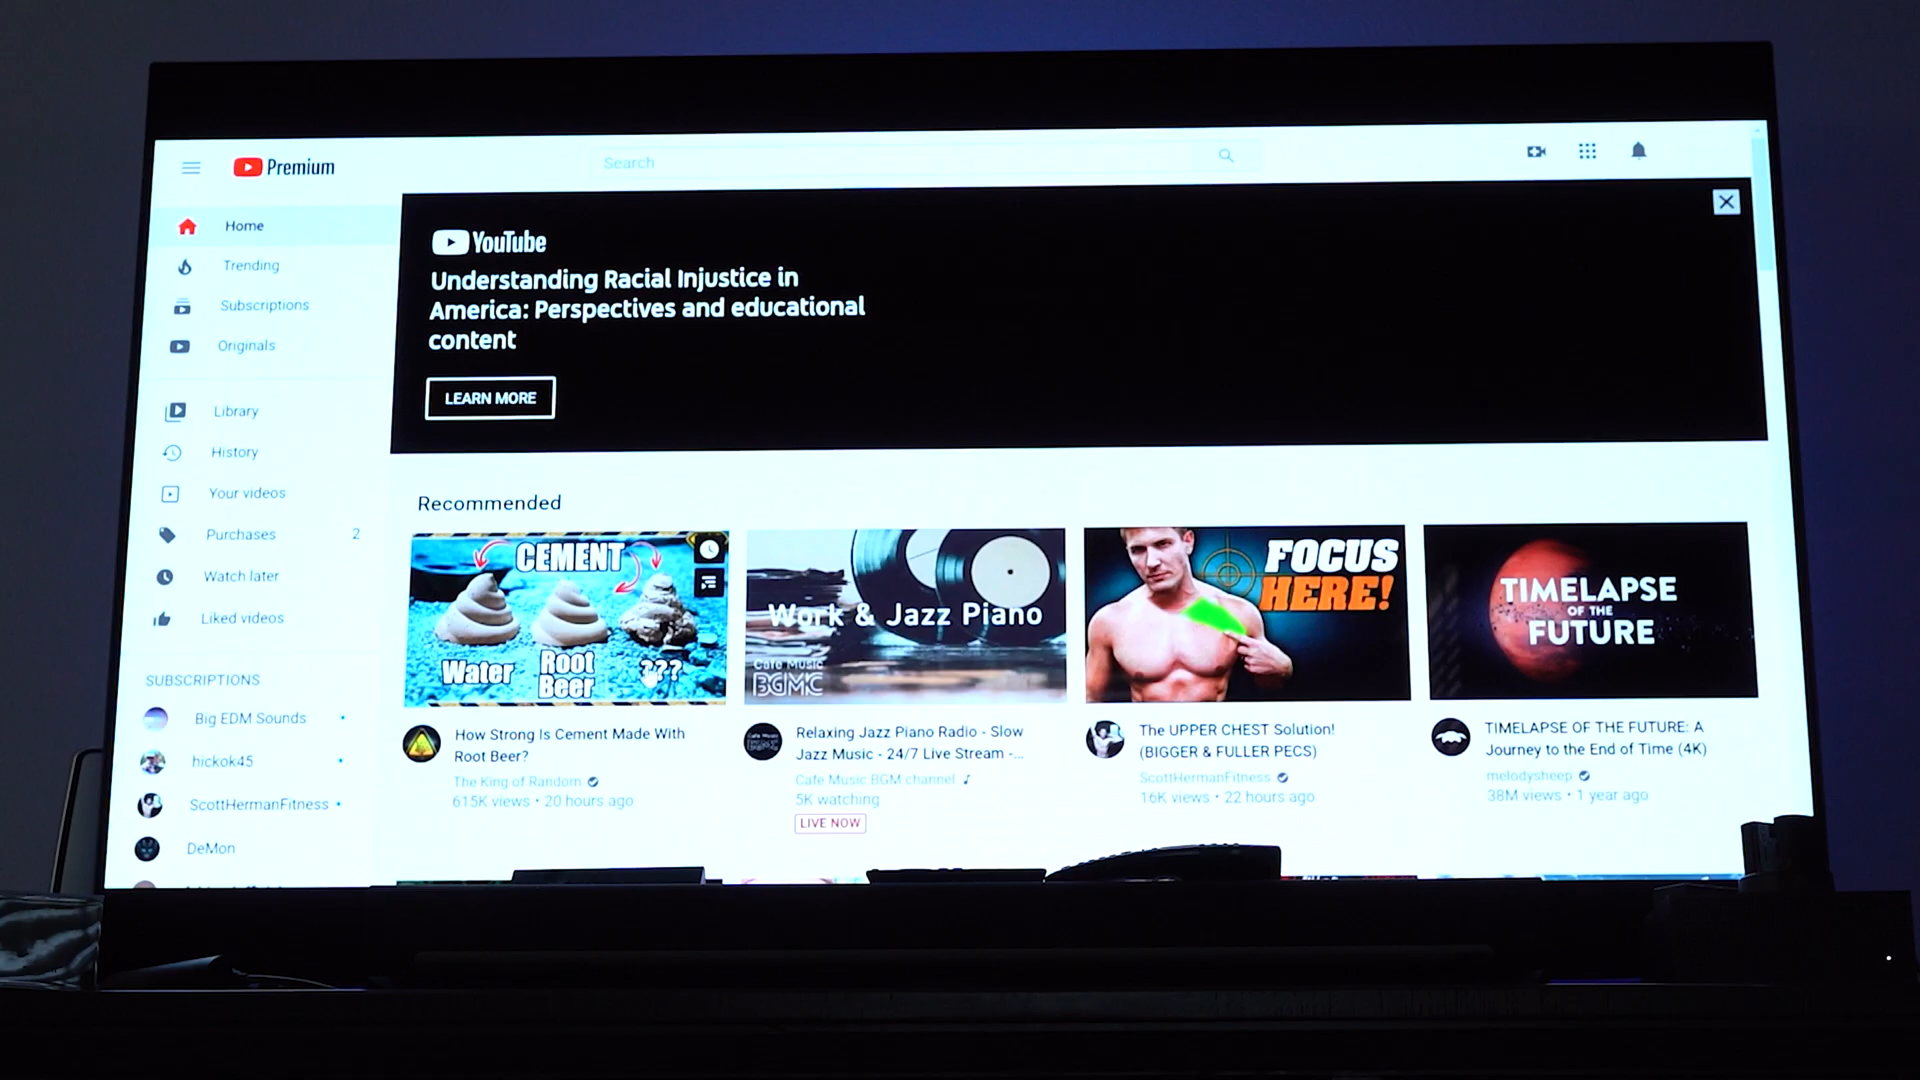 Premium
Search
Home
Trending
Subscriptions
Originals
Library
History
Your videos
Purchases 2
Watch later
Liked videos
SUBSCRIPTIONS
Big EDM Sounds
hickok45
ScottHermanFitness
DeMon
YouTube
Understanding Racial Injustice in
America: Perspectives and educational
content
LEARN MORE
Recommended
CEMENT
Water
Root
Beer
???
How Strong Is Cement Made With
Root Beer?
The King of Random
615K views • 20 hours ago
Work & Jazz Piano
Cafe Music
BGMC
Relaxing Jazz Piano Radio - Slow
Jazz Music - 24/7 Live Stream -...
Cafe Music BGM channel
5K watching
LIVE NOW
FOCUS
HERE!
The UPPER CHEST Solution!
(BIGGER & FULLER PECS)
ScottHermanFitness
16K views • 22 hours ago
TIMELAPSE
OF THE
FUTURE
TIMELAPSE OF THE FUTURE: A
Journey to the End of Time (4K)
melodysheep
38M views • 1 year ago